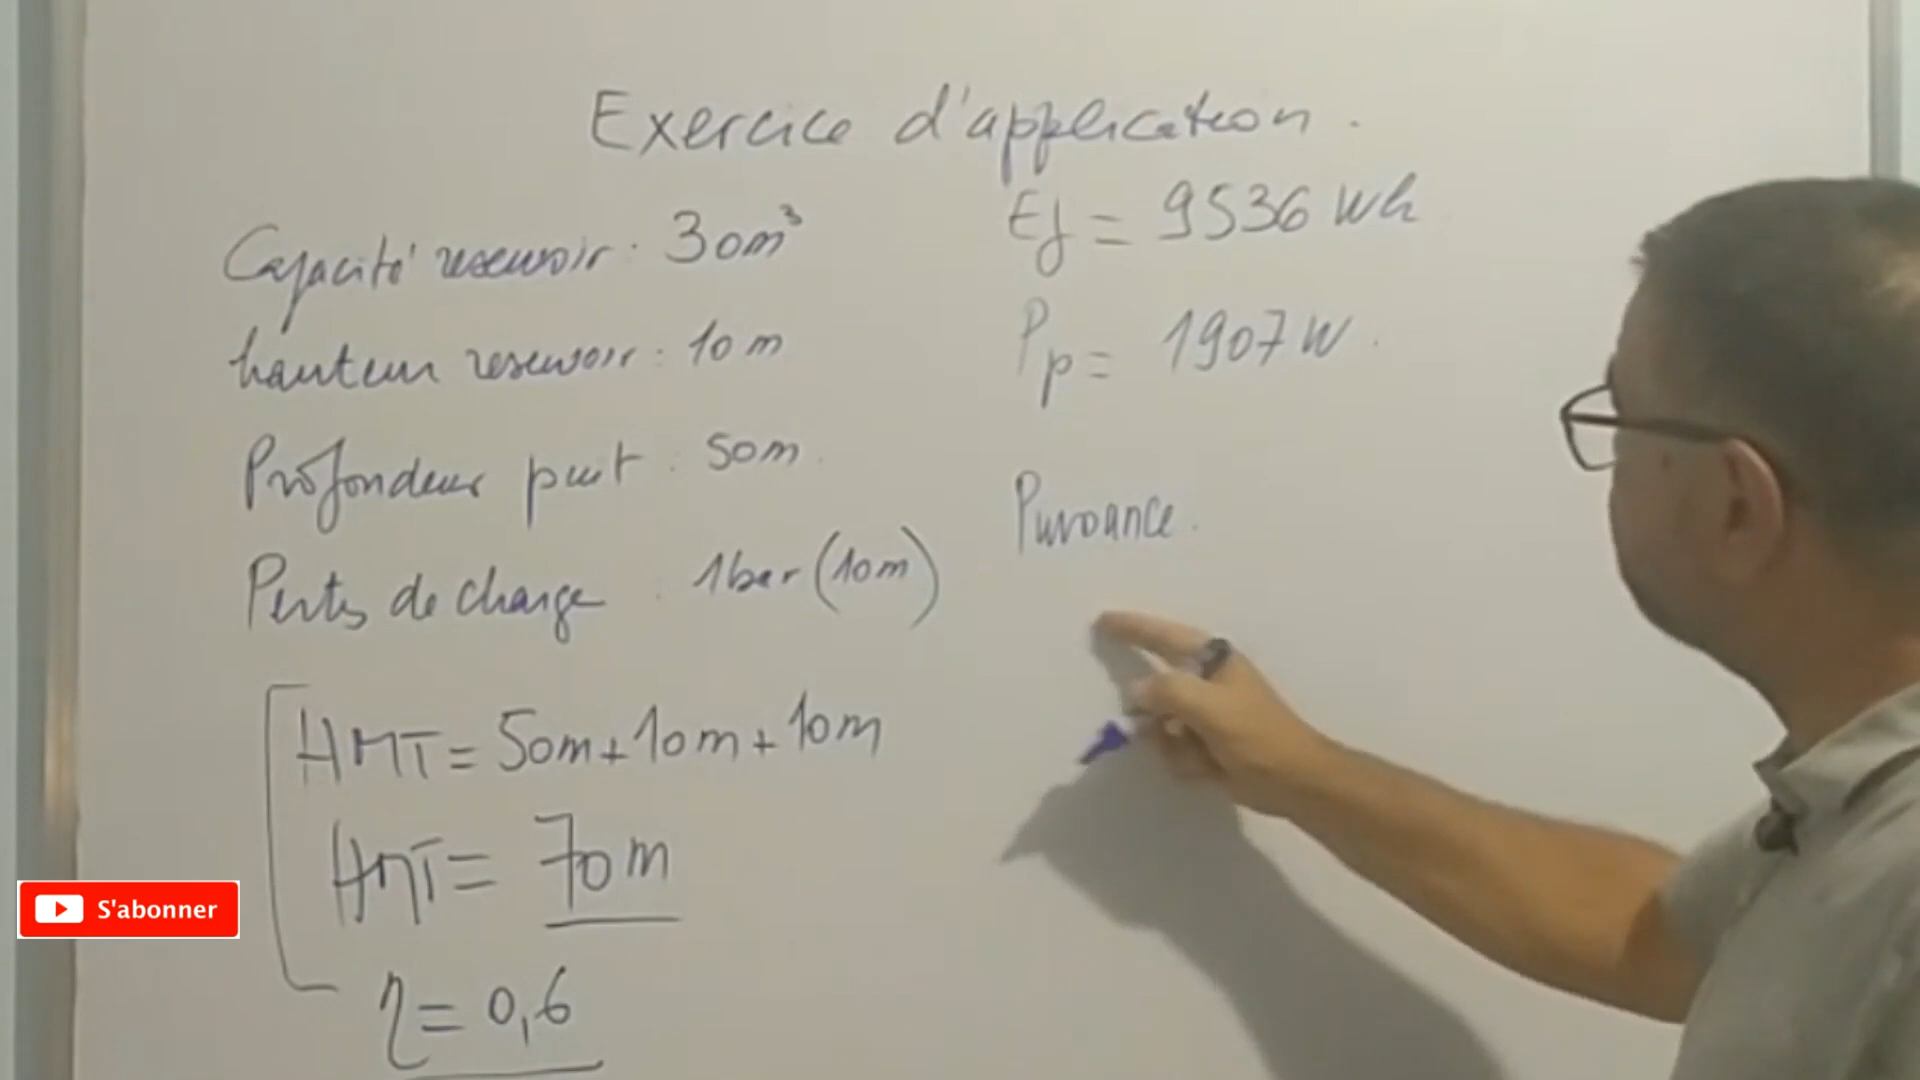 Exercice d'application.
Capacité reservoir : 30m³
hauteur reservoir : 10 m
Profondeur puit : 50m
Pertes de charge : 1bar (10m)
HMT = 50m + 10m + 10m
HMT = 70 m
η = 0,6
Ej = 9536 Wh
Pp = 1907 W.
Puissance.
S'abonner